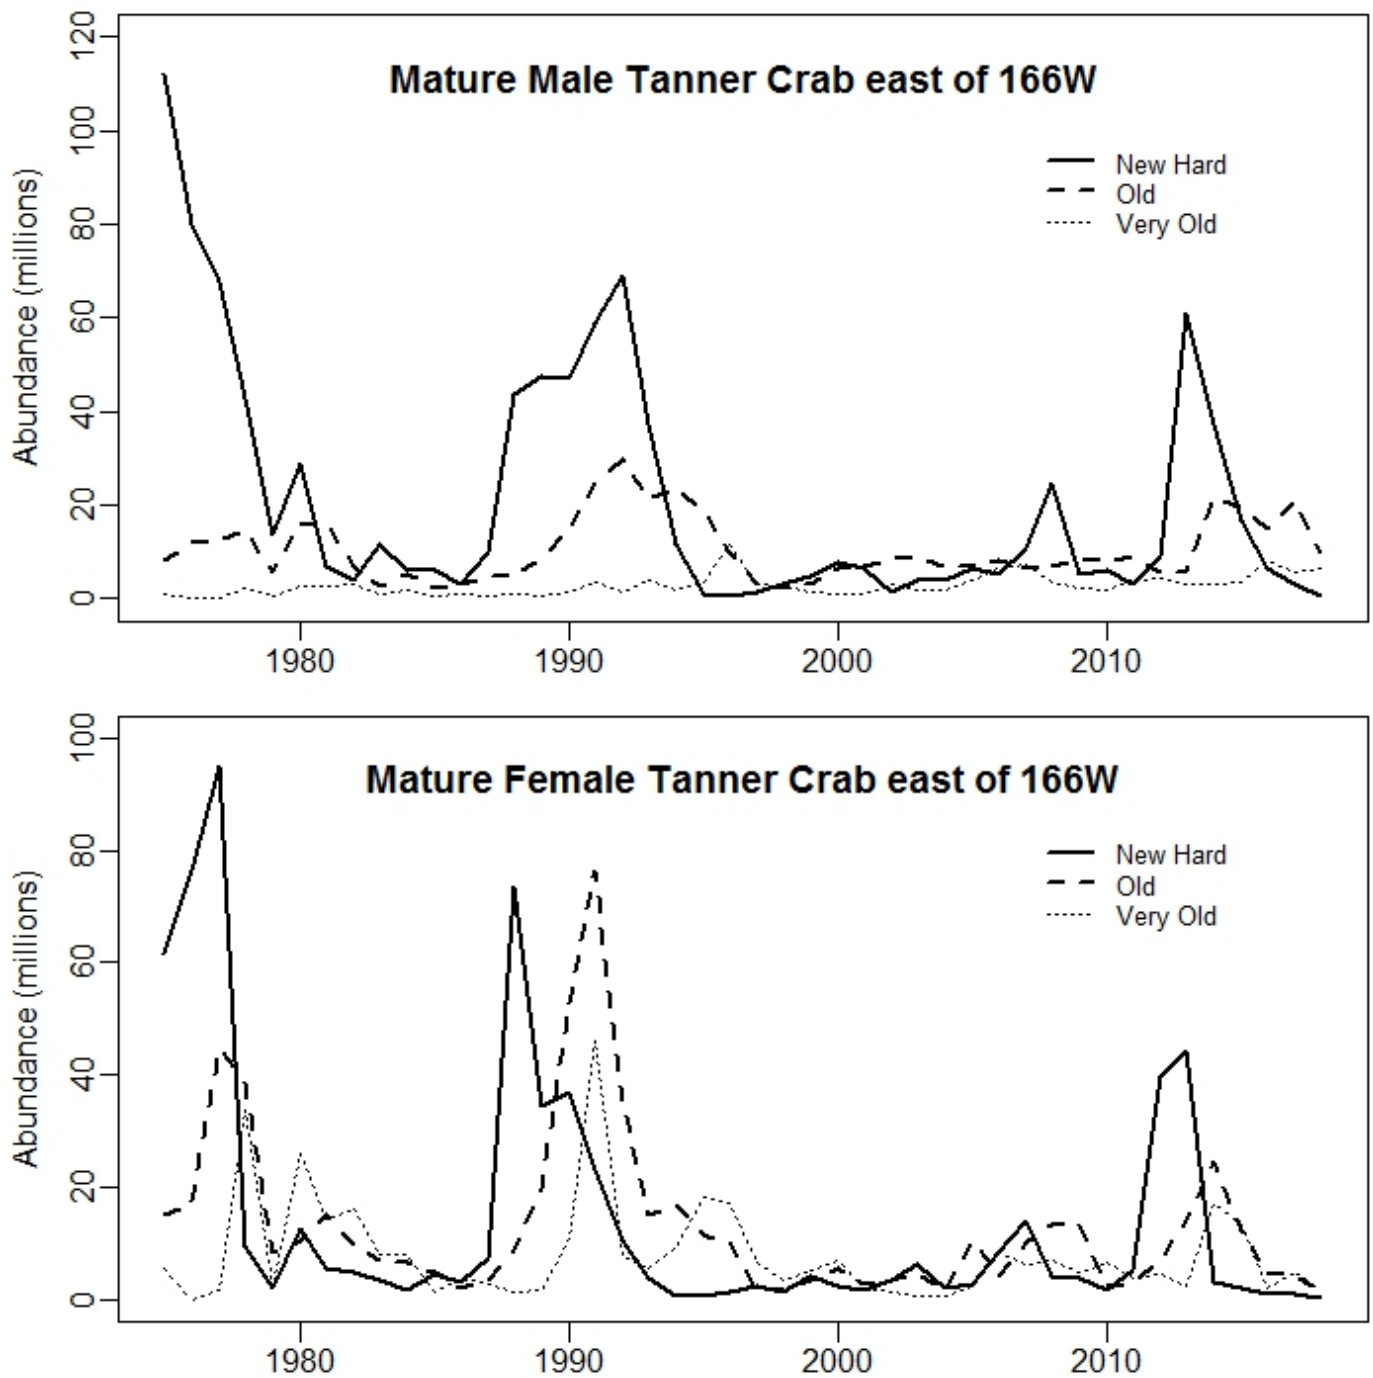 Mature Male Tanner Crab east of 166W
Abundance (millions)
120
100
80
60
40
20
0
New Hard
Old
Very Old
1980 1990 2000 2010
Mature Female Tanner Crab east of 166W
Abundance (millions)
100
80
60
40
20
0
New Hard
Old
Very Old
1980 1990 2000 2010